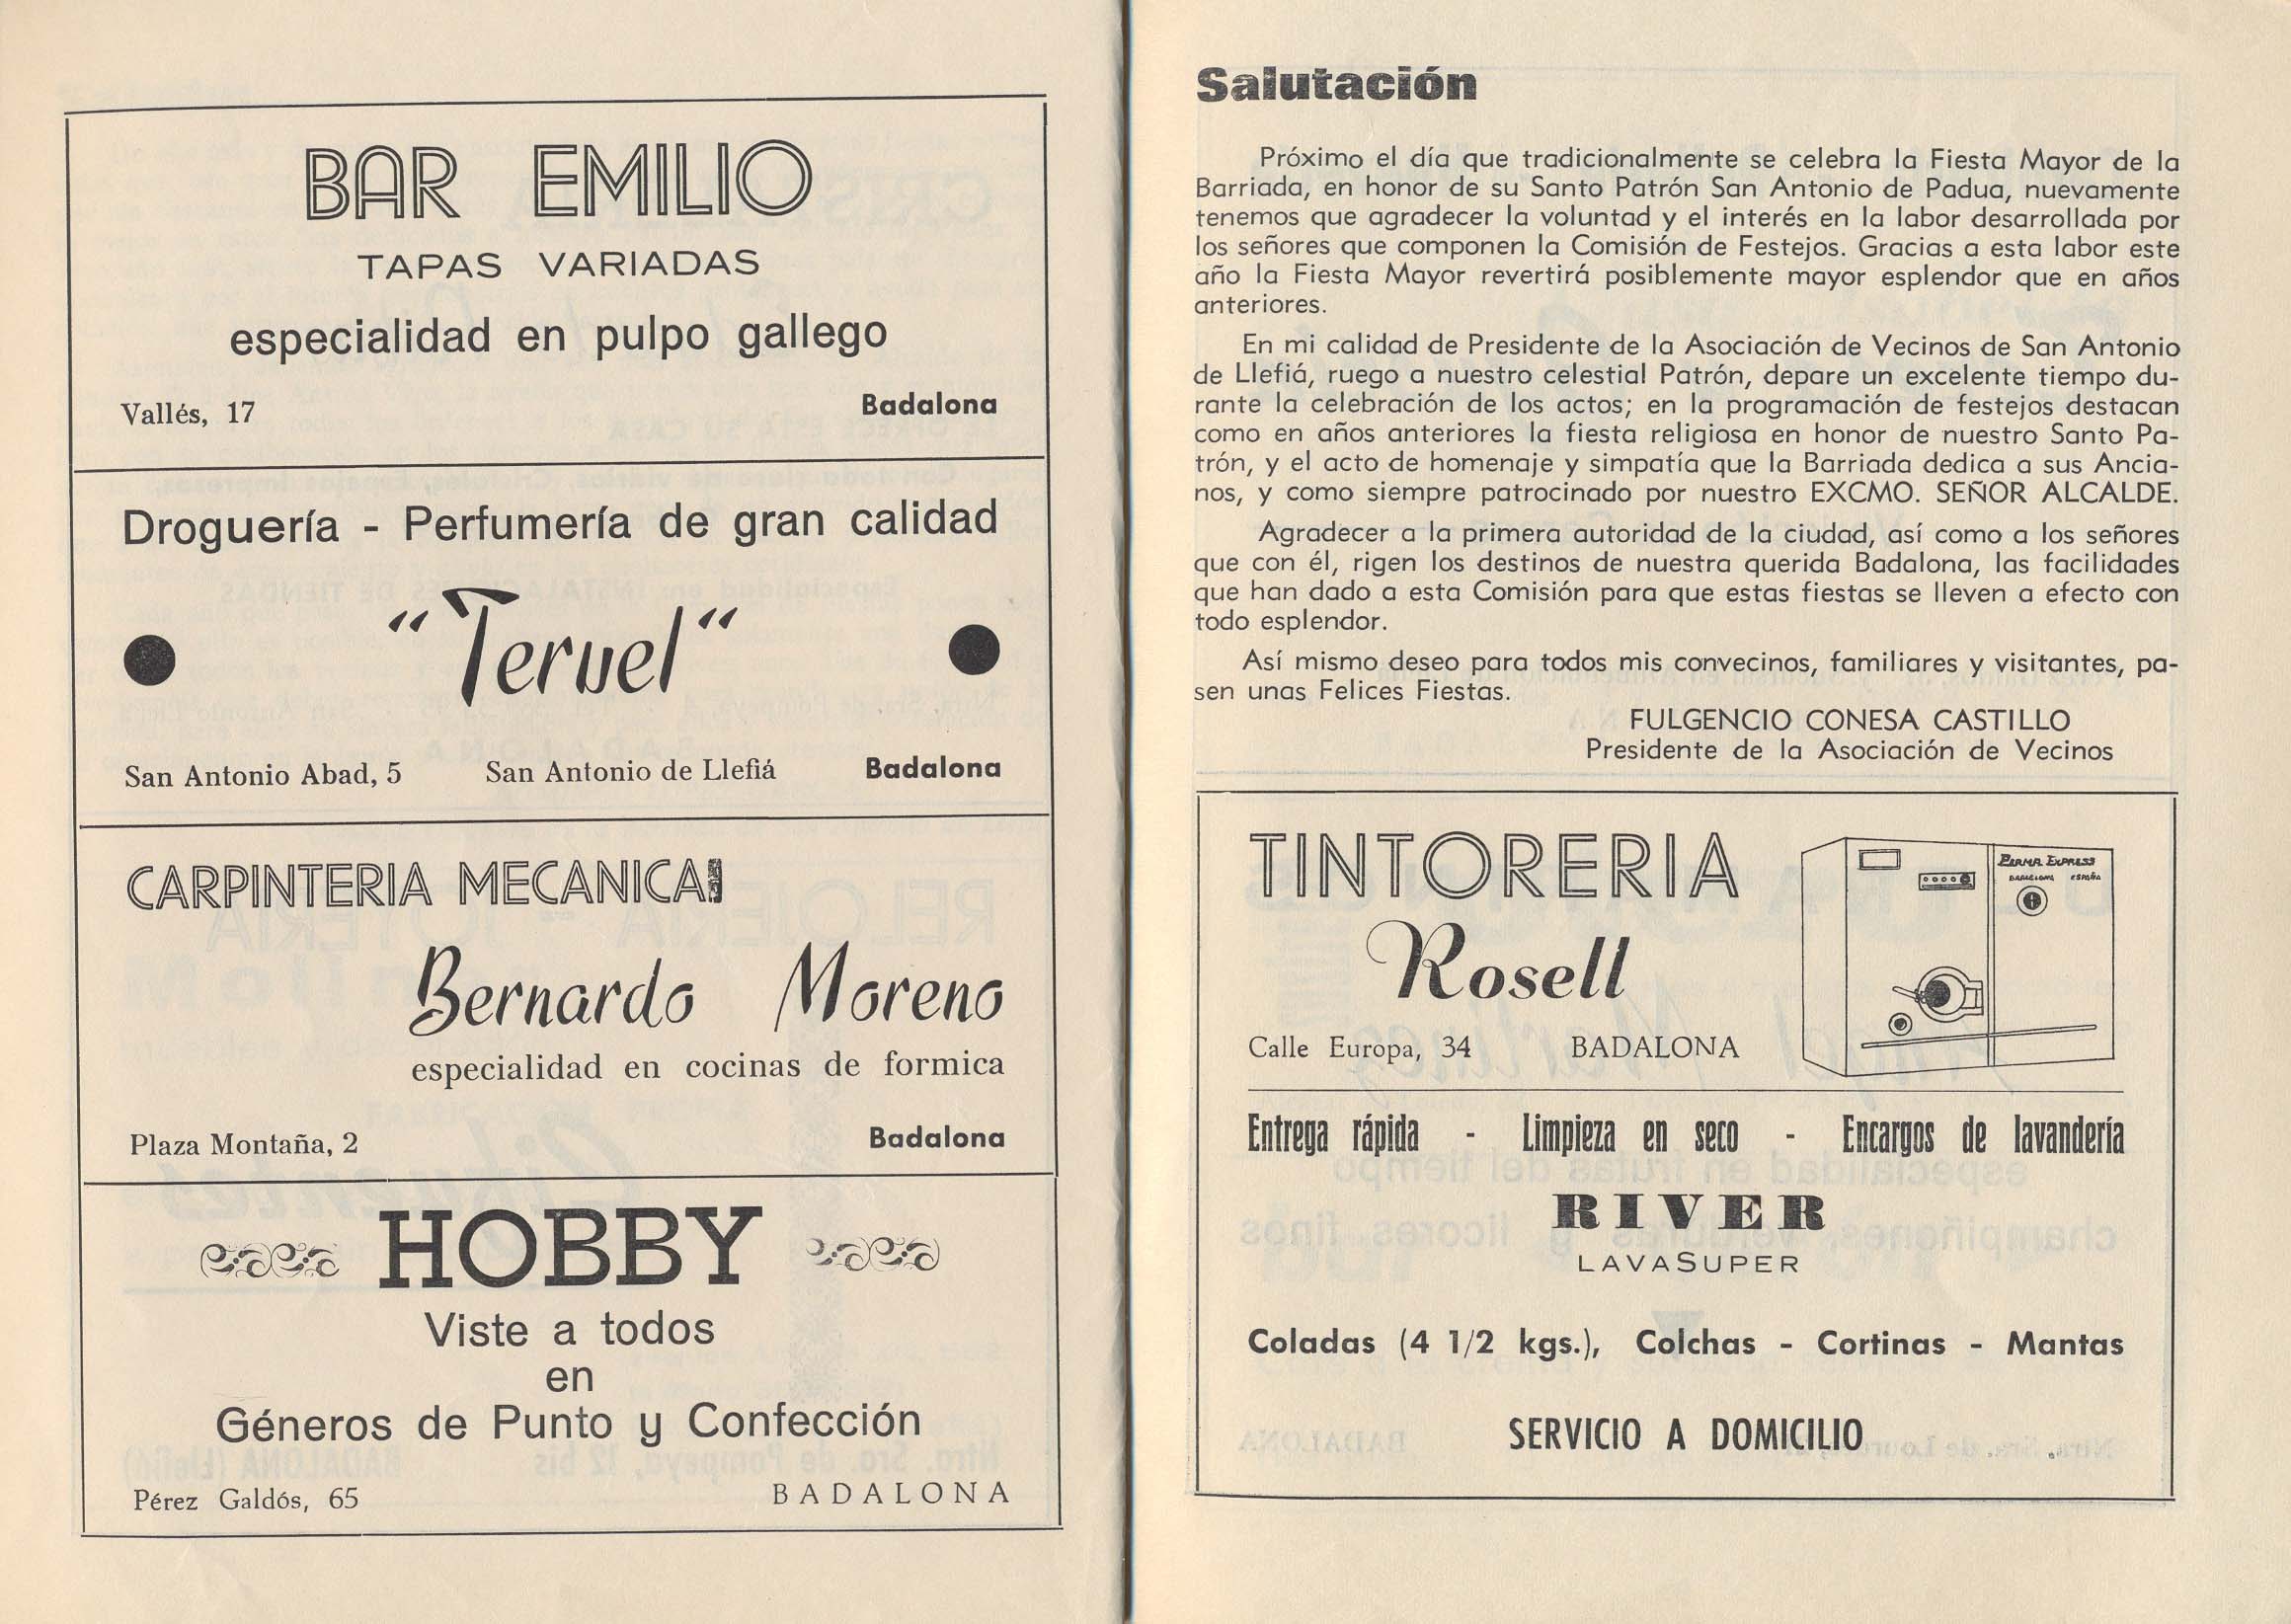 BAR EMILIO
TAPAS VARIADAS
especialidad en pulpo gallego
Vallés, 17 Badalona
Droguería - Perfumería de gran calidad
“Teruel“
San Antonio Abad, 5 San Antonio de Llefiá Badalona
CARPINTERIA MECANICA
Bernardo Moreno
especialidad en cocinas de formica
Plaza Montaña, 2 Badalona
HOBBY
Viste a todos
en
Géneros de Punto y Confección
Pérez Galdós, 65 BADALONA
Salutación
Próximo el día que tradicionalmente se celebra la Fiesta Mayor de la
Barriada, en honor de su Santo Patrón San Antonio de Padua, nuevamente
tenemos que agradecer la voluntad y el interés en la labor desarrollada por
los señores que componen la Comisión de Festejos. Gracias a esta labor este
año la Fiesta Mayor revertirá posiblemente mayor esplendor que en años
anteriores.
En mi calidad de Presidente de la Asociación de Vecinos de San Antonio
de Llefiá, ruego a nuestro celestial Patrón, depare un excelente tiempo du-
rante la celebración de los actos; en la programación de festejos destacan
como en años anteriores la fiesta religiosa en honor de nuestro Santo Pa-
trón, y el acto de homenaje y simpatía que la Barriada dedica a sus Ancia-
nos, y como siempre patrocinado por nuestro EXCMO. SEÑOR ALCALDE.
Agradecer a la primera autoridad de la ciudad, así como a los señores
que con él, rigen los destinos de nuestra querida Badalona, las facilidades
que han dado a esta Comisión para que estas fiestas se lleven a efecto con
todo esplendor.
Así mismo deseo para todos mis convecinos, familiares y visitantes, pa-
sen unas Felices Fiestas.
FULGENCIO CONESA CASTILLO
Presidente de la Asociación de Vecinos
TINTORERIA
Rosell
Calle Europa, 34 BADALONA
PERMA EXPRESS
BARCELONA ESPAÑA
Entrega rápida - Limpieza en seco - Encargos de lavandería
RIVER
LAVASUPER
Coladas (4 1/2 kgs.), Colchas - Cortinas - Mantas
SERVICIO A DOMICILIO